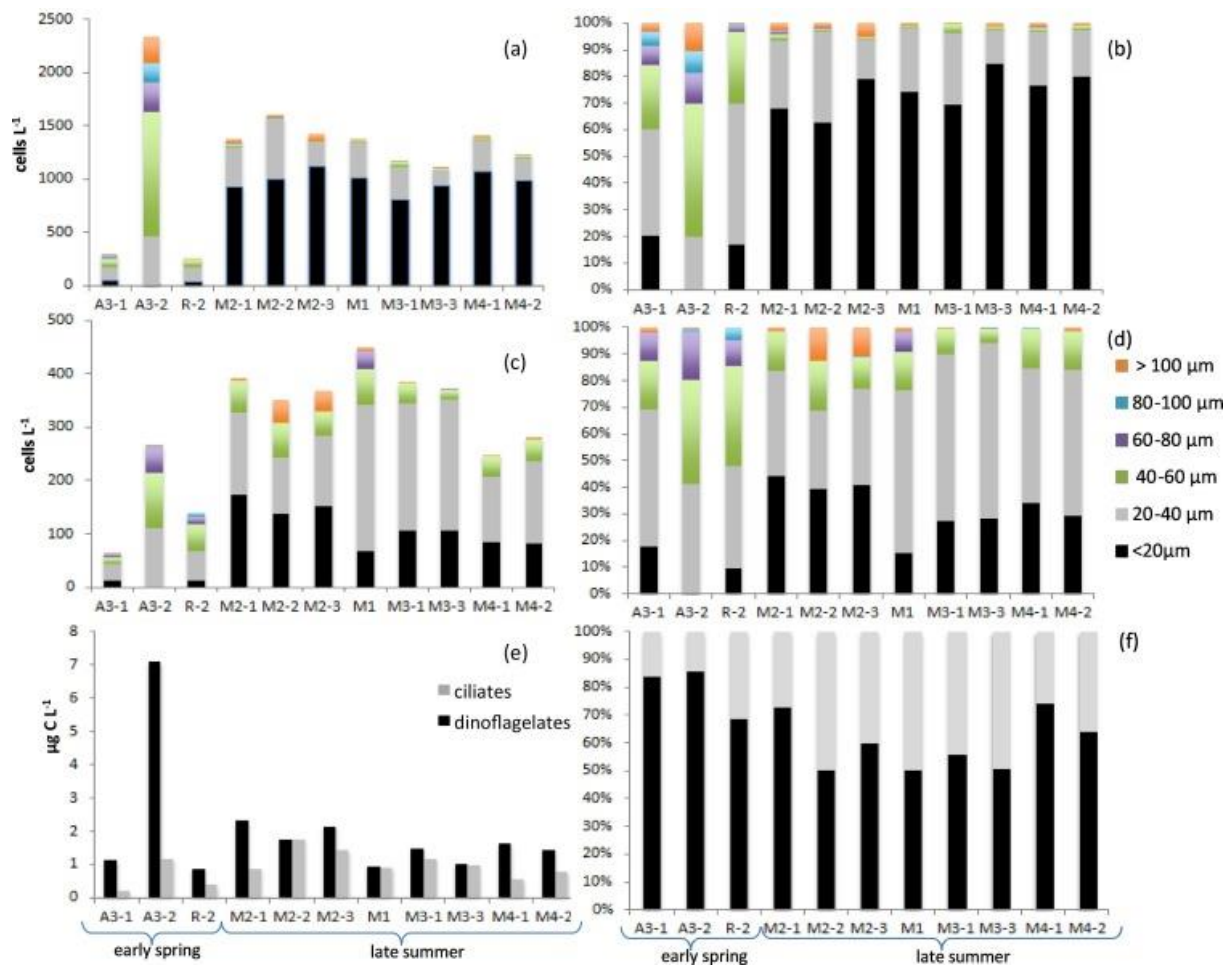 2500
2000
1500
1000
500
0
cells L-1
(a)
A3-1 A3-2 R-2 M2-1 M2-2 M2-3 M1 M3-1 M3-3 M4-1 M4-2
100%
90%
80%
70%
60%
50%
40%
30%
20%
10%
0%
(b)
A3-1 A3-2 R-2 M2-1 M2-2 M2-3 M1 M3-1 M3-3 M4-1 M4-2
500
400
300
200
100
0
cells L-1
(c)
A3-1 A3-2 R-2 M2-1 M2-2 M2-3 M1 M3-1 M3-3 M4-1 M4-2
100%
90%
80%
70%
60%
50%
40%
30%
20%
10%
0%
(d)
A3-1 A3-2 R-2 M2-1 M2-2 M2-3 M1 M3-1 M3-3 M4-1 M4-2
> 100 µm
80-100 µm
60-80 µm
40-60 µm
20-40 µm
<20µm
8
7
6
5
4
3
2
1
0
µg C L-1
(e)
ciliates
dinoflagelates
A3-1 A3-2 R-2 M2-1 M2-2 M2-3 M1 M3-1 M3-3 M4-1 M4-2
early spring late summer
100%
90%
80%
70%
60%
50%
40%
30%
20%
10%
0%
(f)
A3-1 A3-2 R-2 M2-1 M2-2 M2-3 M1 M3-1 M3-3 M4-1 M4-2
early spring late summer